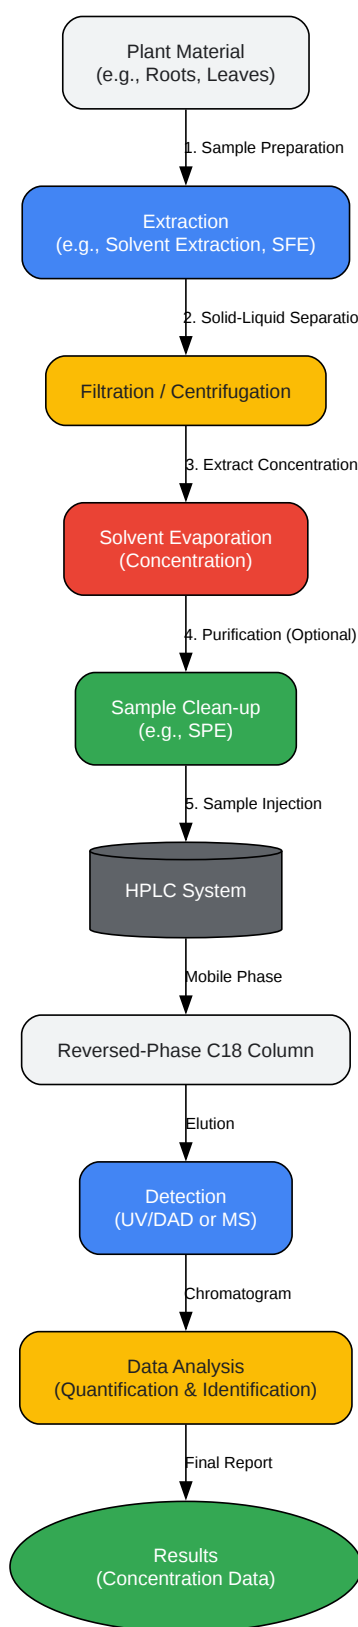 Plant Material
(e.g., Roots, Leaves)
1. Sample Preparation
Extraction
(e.g., Solvent Extraction, SFE)
2. Solid-Liquid Separatio
Filtration / Centrifugation
3. Extract Concentration
Solvent Evaporation
(Concentration)
4. Purification (Optional)
Sample Clean-up
(e.g., SPE)
5. Sample Injection
HPLC System
Mobile Phase
Reversed-Phase C18 Column
Elution
Detection
(UV/DAD or MS)
Chromatogram
Data Analysis
(Quantification & Identification)
Final Report
Results
(Concentration Data)